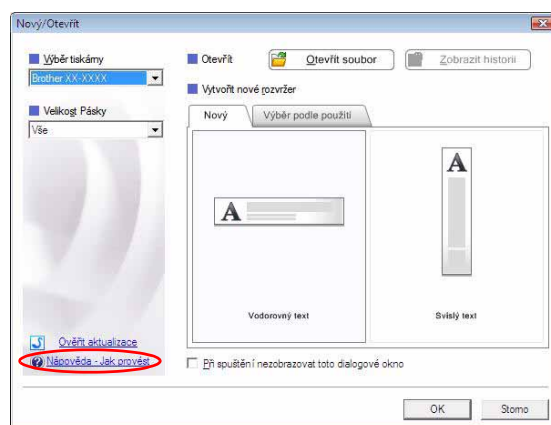 Nový/Otevřít
Výběr tiskárny
Brother XX-XXXX
Velikost Pásky
Vše
Otevřít
Otevřít soubor
Zobrazit historii
Vytvořit nové rozvržer
Nový
Výběr podle použití
A
Vodorovný text
A
Svislý text
Ověřit aktualizace
Nápověda - Jak provést
Při spuštění nezobrazovat toto dialogové okno
OK
Storno